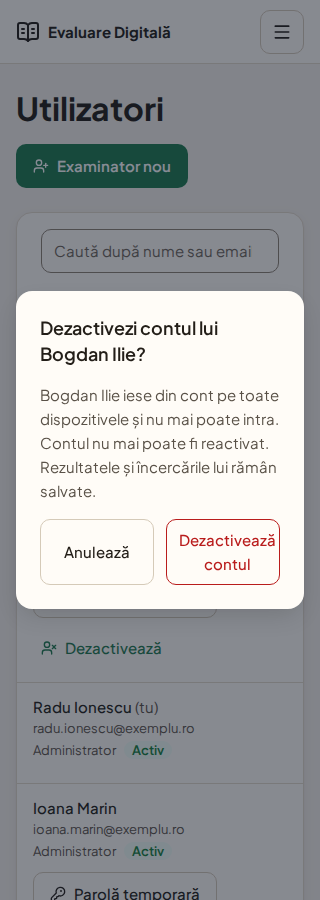 Evaluare Digitală
Utilizatori
Examinator nou
Caută după nume sau emai
Dezactivezi contul lui
Bogdan Ilie?
Bogdan Ilie iese din cont pe toate
dispozitivele și nu mai poate intra.
Contul nu mai poate fi reactivat.
Rezultatele și încercările lui rămân
salvate.
Anulează
Dezactivează
contul
Dezactivează
Radu Ionescu (tu)
radu.ionescu@exemplu.ro
Administrator Activ
Ioana Marin
ioana.marin@exemplu.ro
Administrator Activ
Parolă temporară